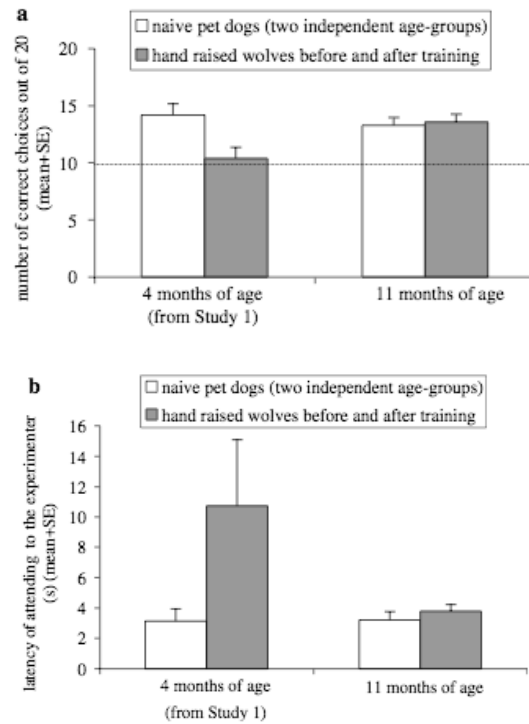 a
naive pet dogs (two independent age-groups)
hand raised wolves before and after training
number of correct choices out of 20
(mean+SE)
20
15
10
5
0
4 months of age
(from Study 1)
11 months of age
b
naive pet dogs (two independent age-groups)
hand raised wolves before and after training
latency of attending to the experimenter
(s) (mean+SE)
16
14
12
10
8
6
4
2
0
4 months of age
(from Study 1)
11 months of age